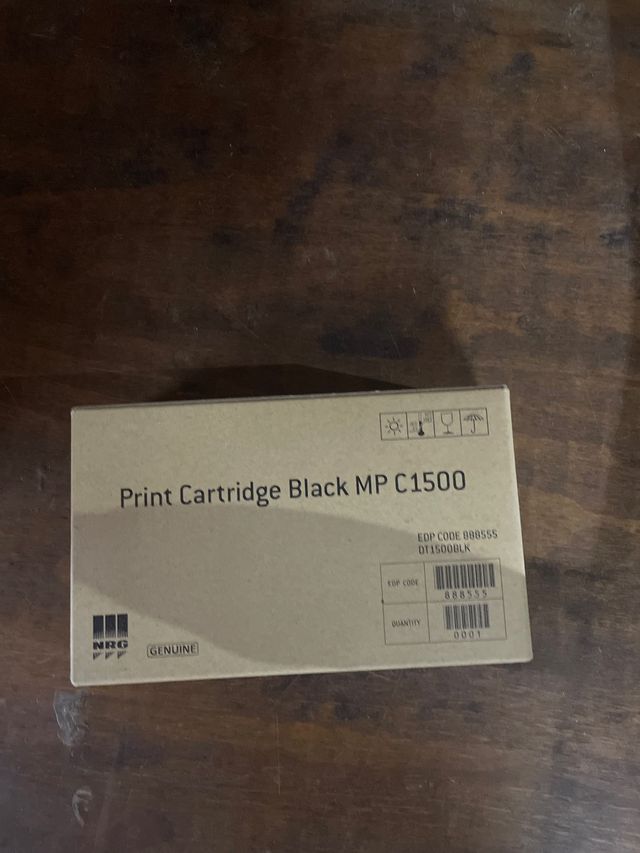 Print Cartridge Black MP C1500
EDP CODE 888555
DT1500BLK
EDP CODE
888555
QUANTITY
0001
NRG
GENUINE